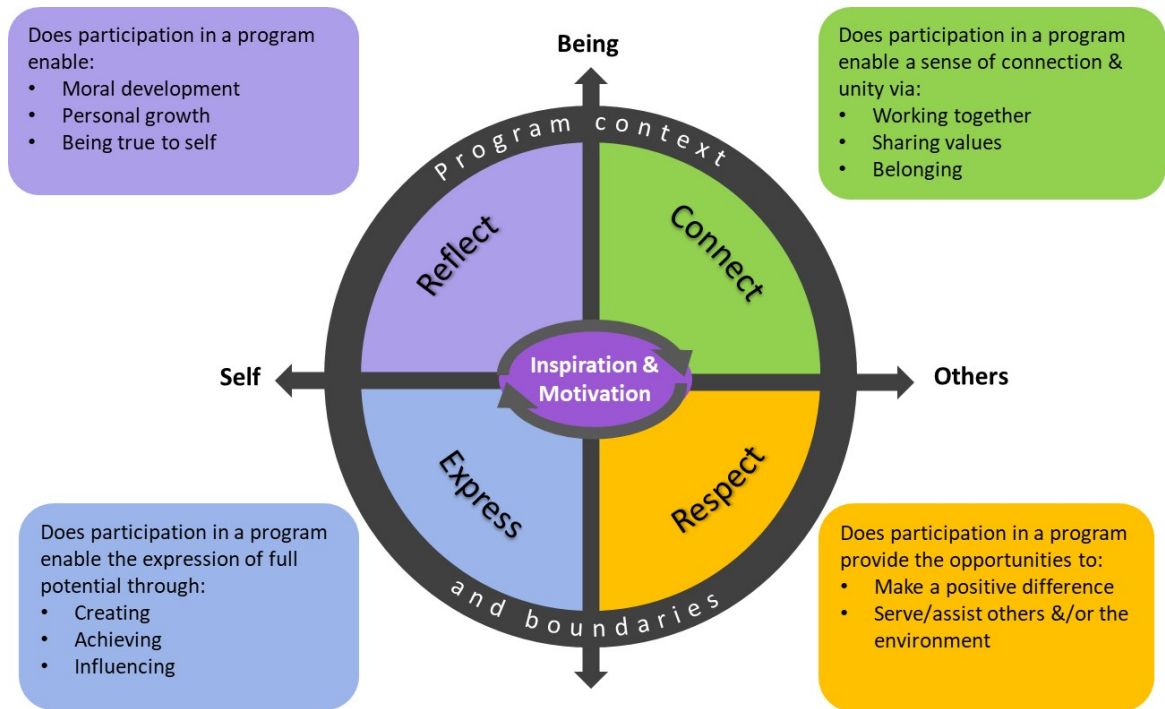 Does participation in a program
enable:
• Moral development
• Personal growth
• Being true to self
Being
Does participation in a program
enable a sense of connection &
unity via:
• Working together
• Sharing values
• Belonging
Program context
Reflect
Connect
Self
Inspiration &
Motivation
Others
Express
Respect
and boundaries
Does participation in a program
enable the expression of full
potential through:
• Creating
• Achieving
• Influencing
Does participation in a program
provide the opportunities to:
• Make a positive difference
• Serve/assist others &/or the
environment